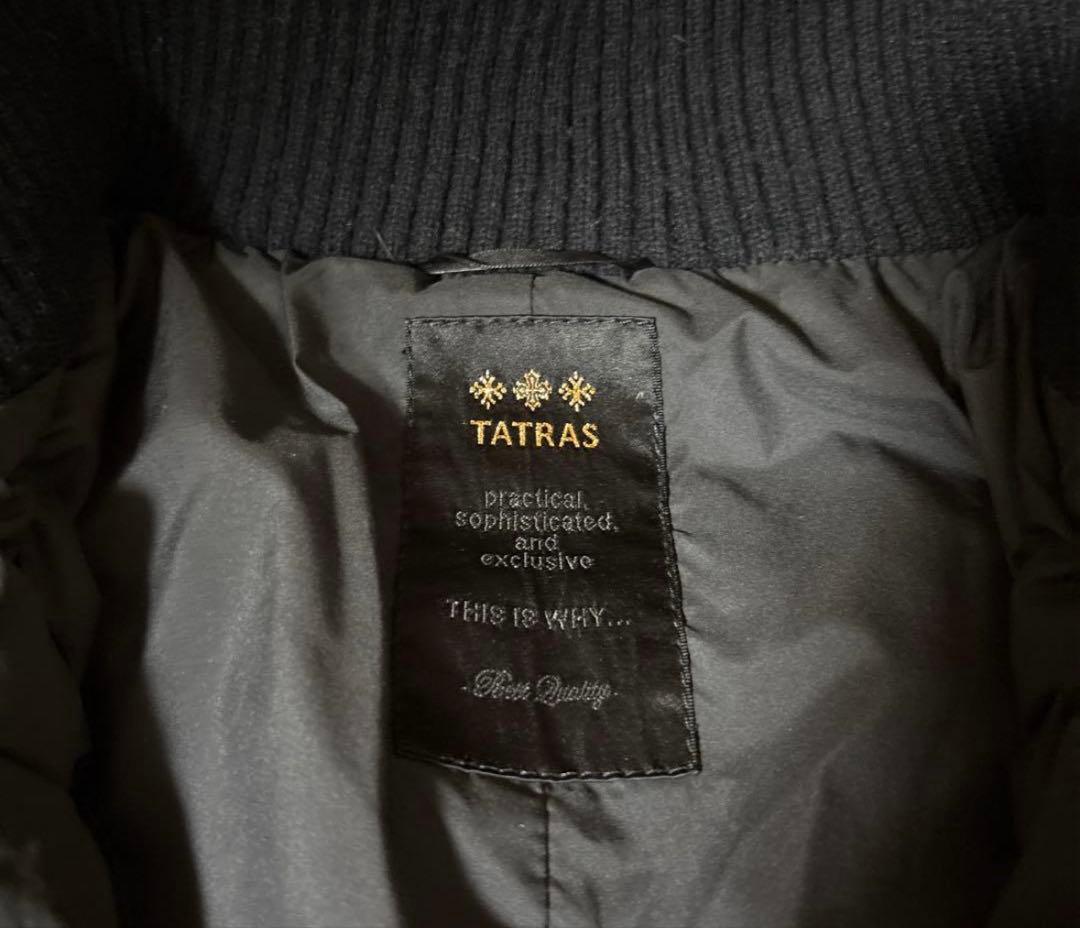 TATRAS
practical,
sophisticated,
and
exclusive
THIS IS WHY...
- Best Quality -